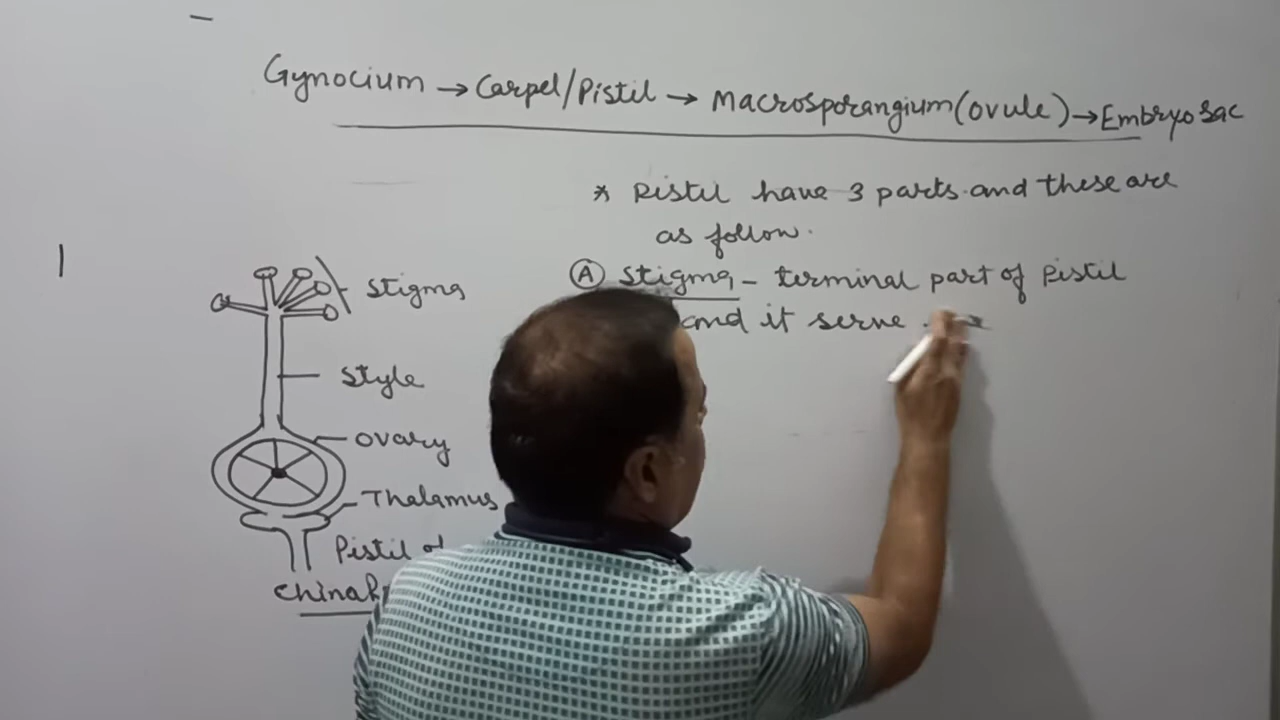 Gynocium → Carpel/Pistil → Macrosporangium(ovule) → Embryo sac
* Pistil have 3 parts and these are
as follow.
Ⓐ Stigma - terminal part of Pistil
and it serve
Stigma
Style
Ovary
Thalamus
Pistil of